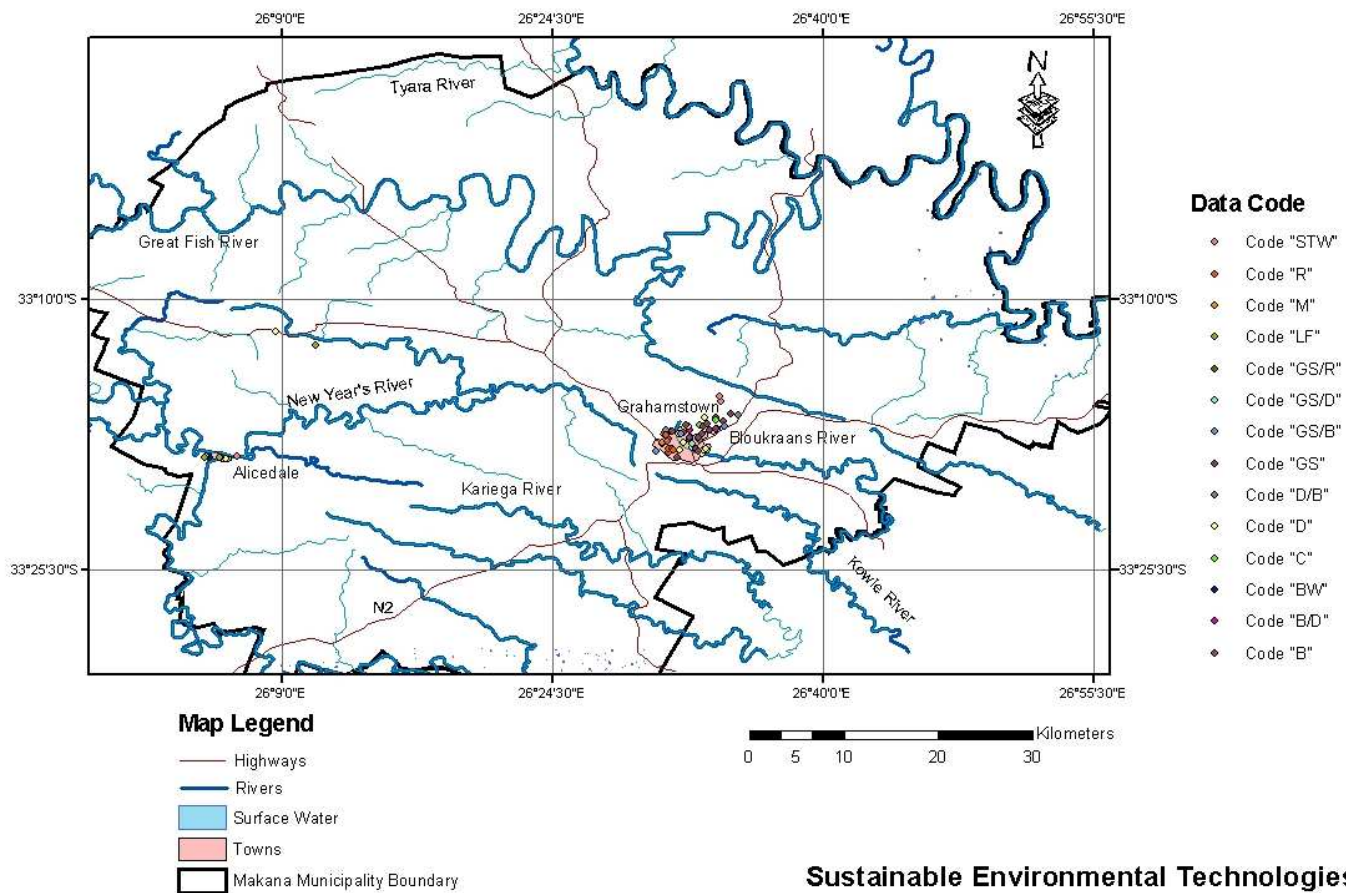 26°9'0"E
26°24'30"E
26°40'0"E
26°55'30"E
N
Tyara River
Great Fish River
33°10'0"S
33°10'0"S
New Year's River
Grahamstown
Bloukraans River
Alicedale
Kariega River
33°25'30"S
33°25'30"S
Kowie River
N2
26°9'0"E
26°24'30"E
26°40'0"E
26°55'30"E
Data Code
Code "STW"
Code "R"
Code "M"
Code "LF"
Code "GS/R"
Code "GS/D"
Code "GS/B"
Code "GS"
Code "D/B"
Code "D"
Code "C"
Code "BW"
Code "B/D"
Code "B"
Map Legend
Highways
Rivers
Surface Water
Towns
Makana Municipality Boundary
Kilometers
0 5 10 20 30
Sustainable Environmental Technologies